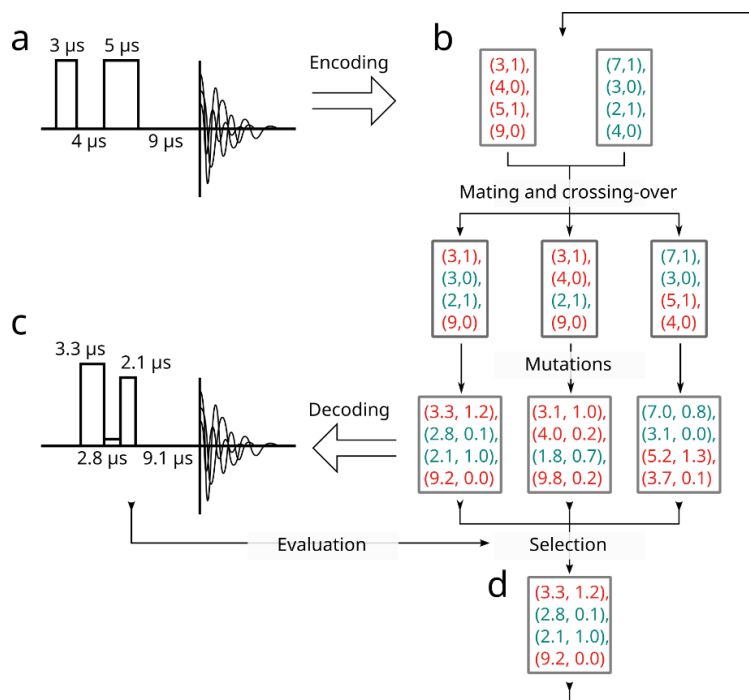 a
3 μs 5 μs
4 μs 9 μs
Encoding
b
(3,1),
(4,0),
(5,1),
(9,0)
(7,1),
(3,0),
(2,1),
(4,0)
Mating and crossing-over
(3,1),
(3,0),
(2,1),
(9,0)
(3,1),
(4,0),
(2,1),
(9,0)
(7,1),
(3,0),
(5,1),
(4,0)
Mutations
c
3.3 μs
2.1 μs
2.8 μs 9.1 μs
Decoding
(3.3, 1.2),
(2.8, 0.1),
(2.1, 1.0),
(9.2, 0.0)
(3.1, 1.0),
(4.0, 0.2),
(1.8, 0.7),
(9.8, 0.2)
(7.0, 0.8),
(3.1, 0.0),
(5.2, 1.3),
(3.7, 0.1)
Evaluation
Selection
d
(3.3, 1.2),
(2.8, 0.1),
(2.1, 1.0),
(9.2, 0.0)